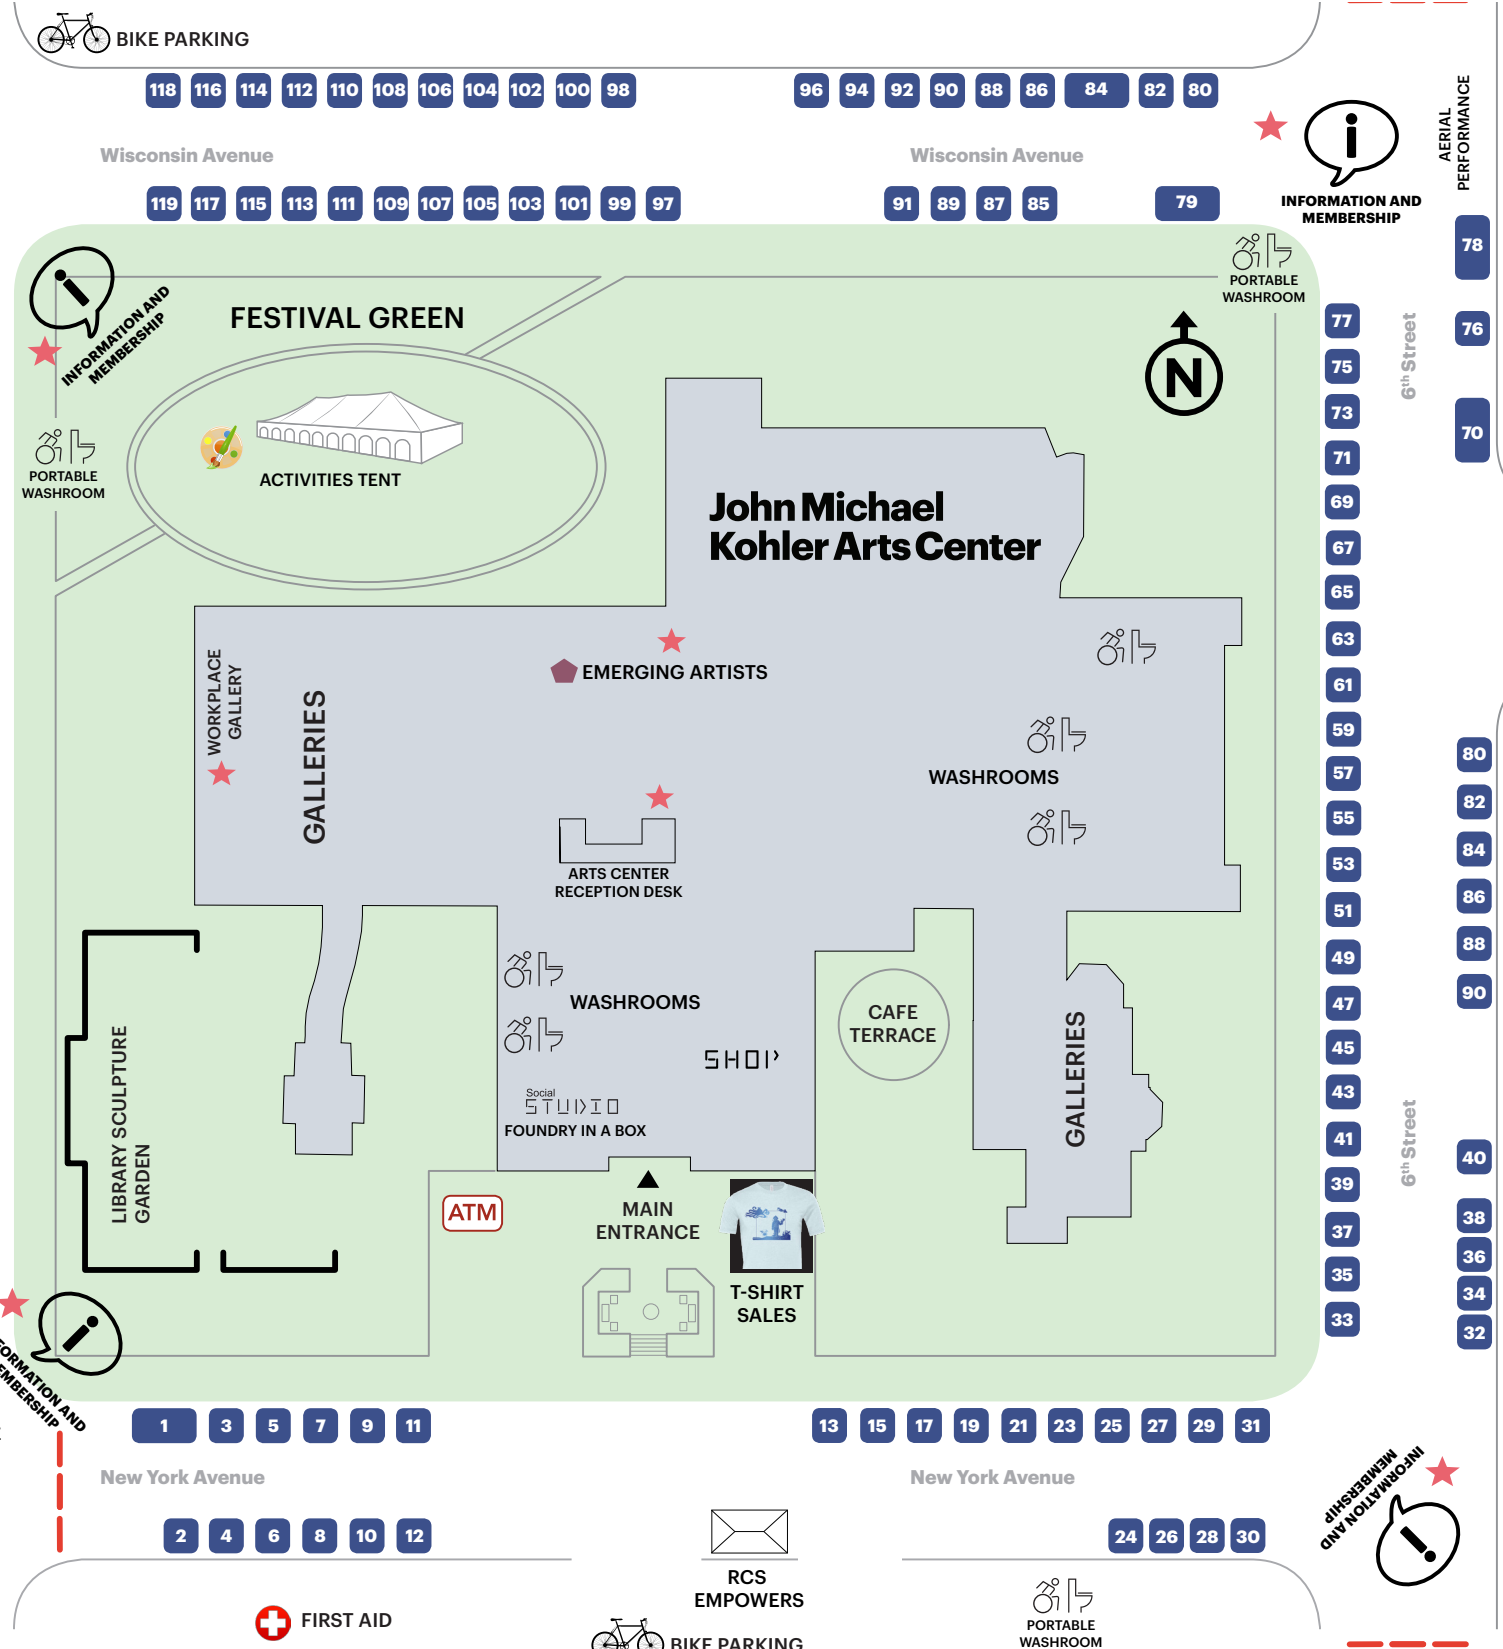 BIKE PARKING
118 116 114 112 110 108 106 104 102 100 98
96 94 92 90 88 86 84 82 80
Wisconsin Avenue
Wisconsin Avenue
119 117 115 113 111 109 107 105 103 101 99 97
91 89 87 85 79
INFORMATION AND
MEMBERSHIP
AERIAL
PERFORMANCE
78
76
70
6th Street
PORTABLE
WASHROOM
INFORMATION AND
MEMBERSHIP
FESTIVAL GREEN
N
ACTIVITIES TENT
PORTABLE
WASHROOM
John Michael
Kohler Arts Center
77
75
73
71
69
67
65
63
61
59
57
55
53
51
49
47
45
43
41
39
37
35
33
EMERGING ARTISTS
WORKPLACE
GALLERY
GALLERIES
WASHROOMS
ARTS CENTER
RECEPTION DESK
80
82
84
86
88
90
WASHROOMS
CAFE
TERRACE
SHOP
GALLERIES
Social
STUDIO
FOUNDRY IN A BOX
LIBRARY SCULPTURE
GARDEN
6th Street
40
38
36
34
32
ATM
MAIN
ENTRANCE
T-SHIRT
SALES
ORMATION AND
EMBERSHIP
1 3 5 7 9 11
13 15 17 19 21 23 25 27 29 31
New York Avenue
New York Avenue
INFORMATION AND
MEMBERSHIP
2 4 6 8 10 12
24 26 28 30
RCS
EMPOWERS
FIRST AID
BIKE PARKING
PORTABLE
WASHROOM